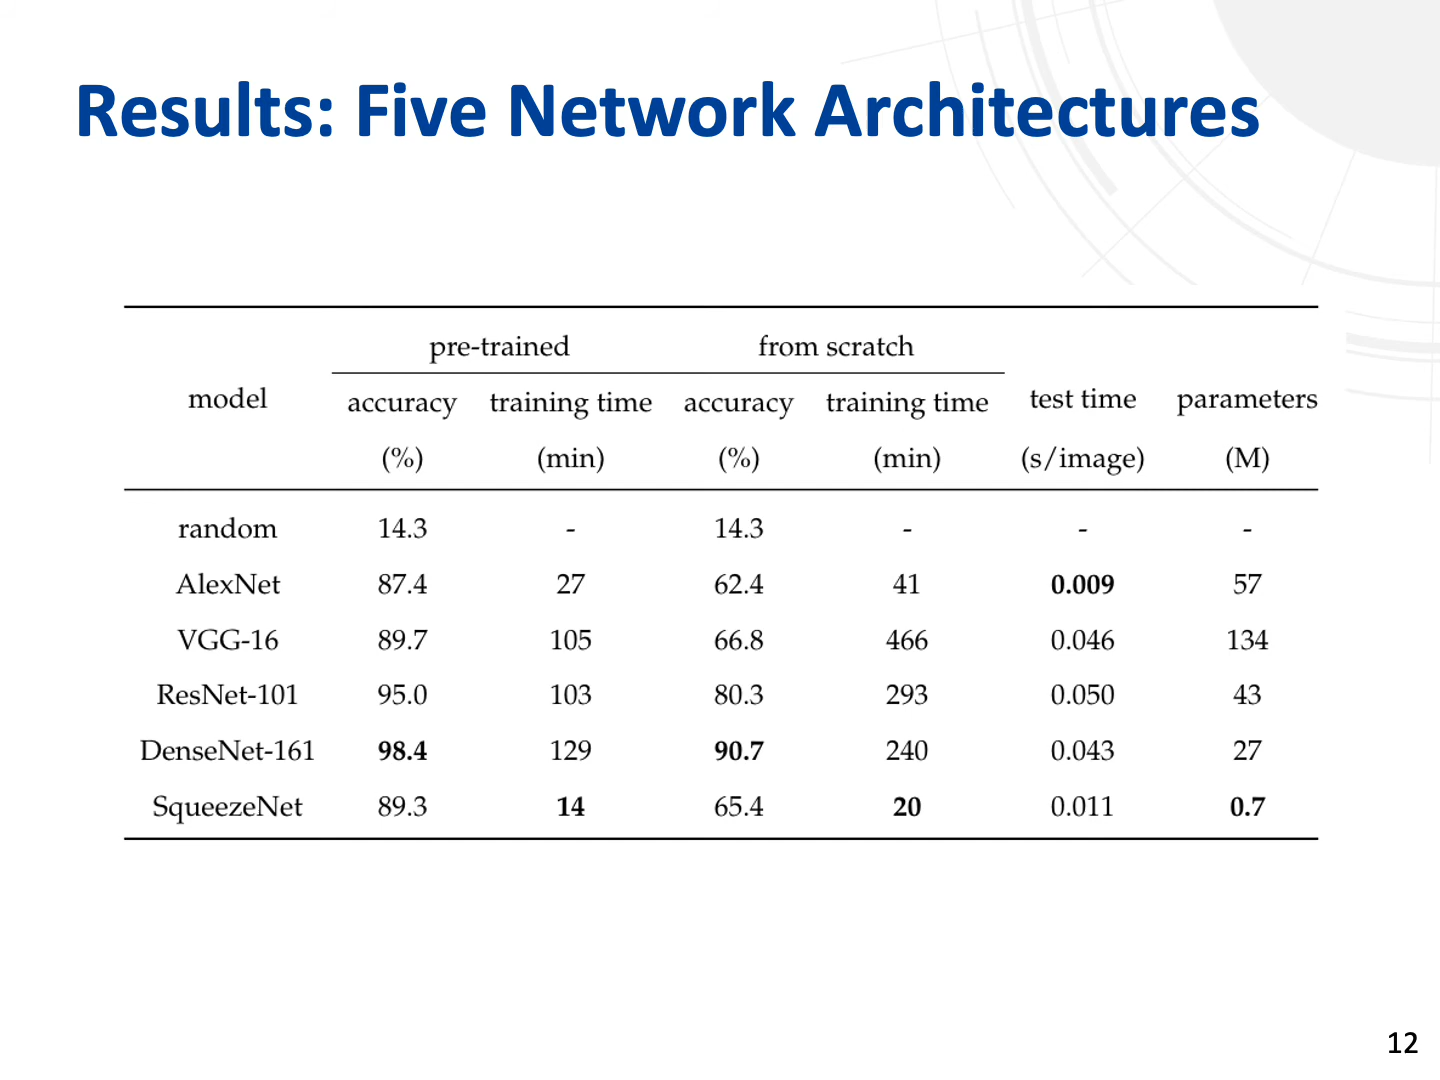 Results: Five Network Architectures
pre-trained from scratch
model accuracy training time accuracy training time test time parameters
(%) (min) (%) (min) (s/image) (M)
random 14.3 - 14.3 - - -
AlexNet 87.4 27 62.4 41 0.009 57
VGG-16 89.7 105 66.8 466 0.046 134
ResNet-101 95.0 103 80.3 293 0.050 43
DenseNet-161 98.4 129 90.7 240 0.043 27
SqueezeNet 89.3 14 65.4 20 0.011 0.7
12